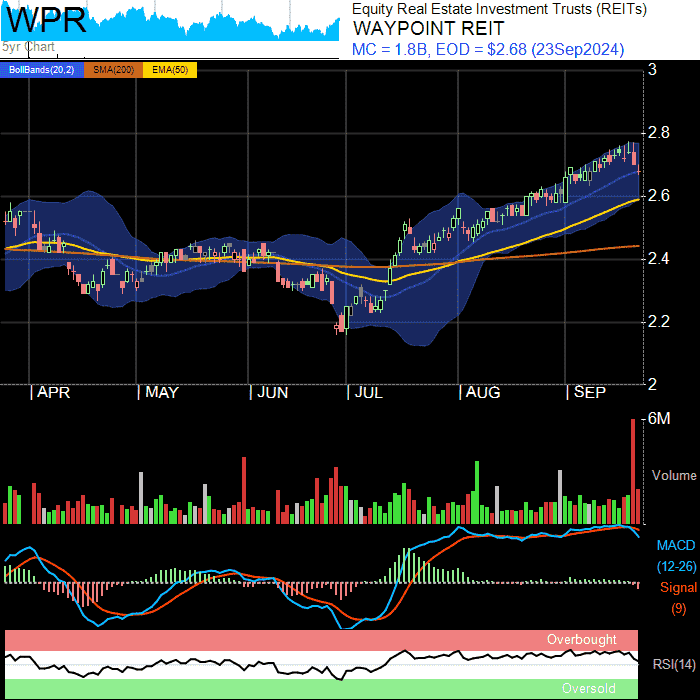 WPR
5yr Chart
Equity Real Estate Investment Trusts (REITs)
WAYPOINT REIT
MC = 1.8B, EOD = $2.68 (23Sep2024)
BollBands(20,2) SMA(200) EMA(50)
3
2.8
2.6
2.4
2.2
2
APR MAY JUN JUL AUG SEP
6M
Volume
MACD
(12-26)
Signal
(9)
Overbought
RSI(14)
Oversold